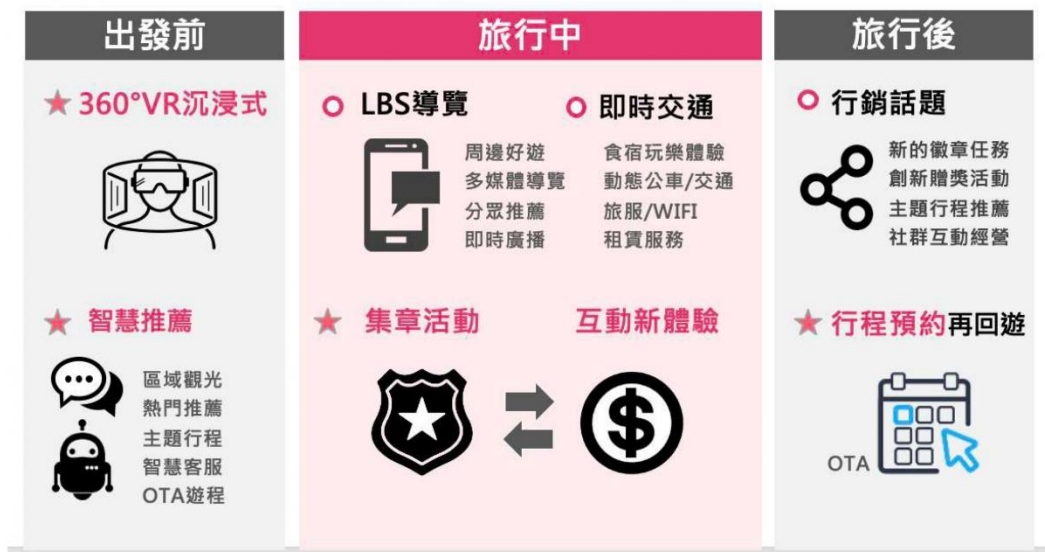 出發前
★ 360°VR沉浸式
★ 智慧推薦
區域觀光
熱門推薦
主題行程
智慧客服
OTA遊程
旅行中
LBS導覽
周邊好遊
多媒體導覽
分眾推薦
即時廣播
即時交通
食宿玩樂體驗
動態公車/交通
旅服/WIFI
租賃服務
★ 集章活動
互動新體驗
$
旅行後
行銷話題
新的徽章任務
創新贈獎活動
主題行程推薦
社群互動經營
★ 行程預約再回遊
OTA